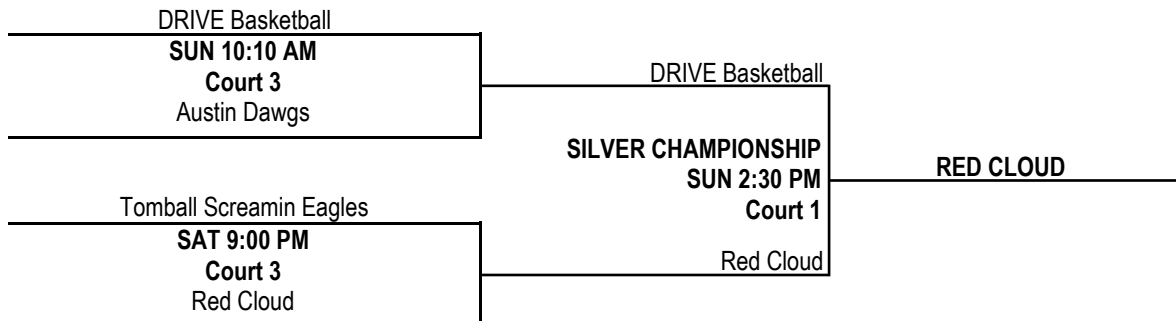 DRIVE Basketball
SUN 10:10 AM
Court 3
Austin Dawgs
DRIVE Basketball
SILVER CHAMPIONSHIP
SUN 2:30 PM
Court 1
Red Cloud
RED CLOUD
Tomball Screamin Eagles
SAT 9:00 PM
Court 3
Red Cloud